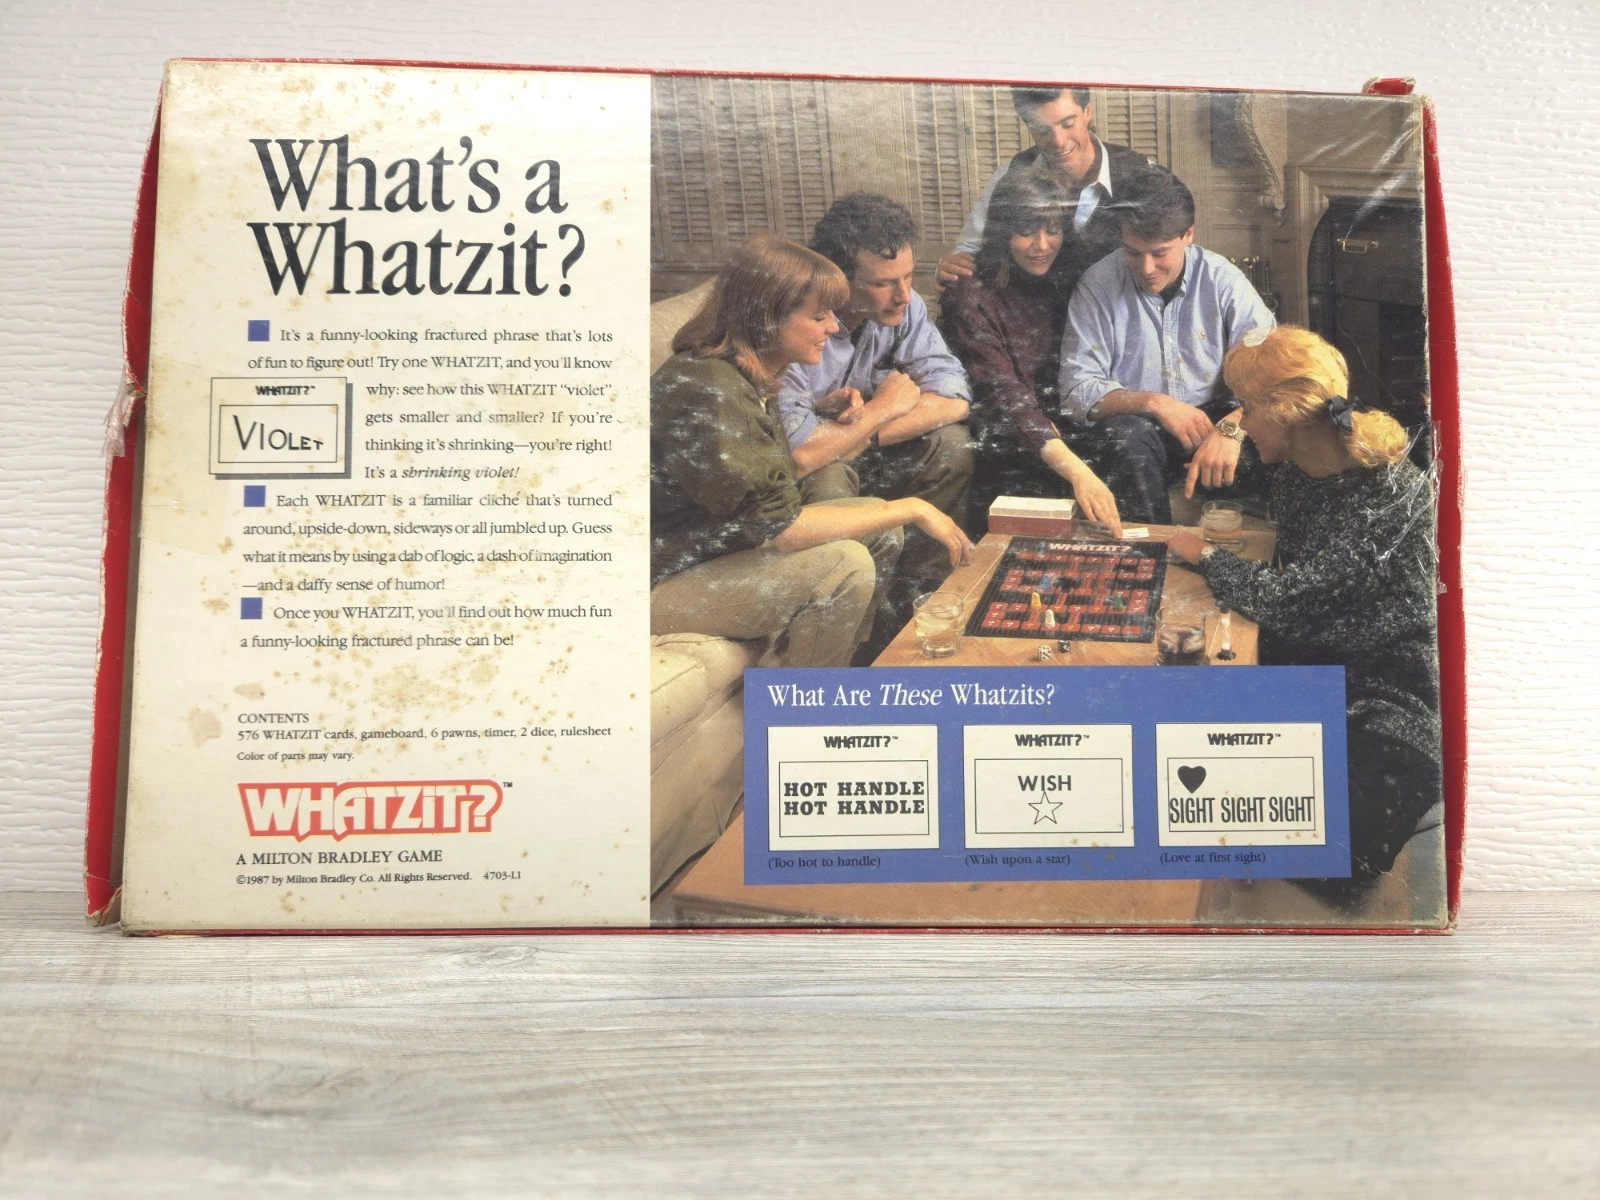 What's a
Whatzit?
It's a funny-looking fractured phrase that's lots
of fun to figure out! Try one WHATZIT, and you'll know
why: see how this WHATZIT "violet"
gets smaller and smaller? If you're
thinking it's shrinking—you're right!
It's a shrinking violet!
WHATZIT?™
VIOLET
Each WHATZIT is a familiar cliché that's turned
around, upside-down, sideways or all jumbled up. Guess
what it means by using a dab of logic, a dash of imagination
—and a daffy sense of humor!
Once you WHATZIT, you'll find out how much fun
a funny-looking fractured phrase can be!
CONTENTS
576 WHATZIT cards, gameboard, 6 pawns, timer, 2 dice, rulesheet
Color of parts may vary.
WHATZIT?™
A MILTON BRADLEY GAME
©1987 by Milton Bradley Co. All Rights Reserved. 4703-L1
WHATZIT?
What Are These Whatzits?
WHATZIT?™
HOT HANDLE
HOT HANDLE
(Too hot to handle)
WHATZIT?™
WISH
(Wish upon a star)
WHATZIT?™
SIGHT SIGHT SIGHT
(Love at first sight)